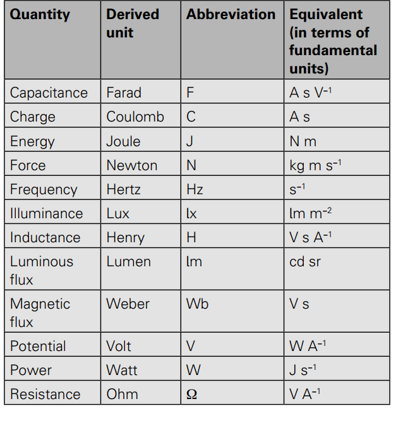 Quantity Derived unit Abbreviation Equivalent (in terms of fundamental units)
Capacitance Farad F A s V⁻¹
Charge Coulomb C A s
Energy Joule J N m
Force Newton N kg m s⁻¹
Frequency Hertz Hz s⁻¹
Illuminance Lux lx lm m⁻²
Inductance Henry H V s A⁻¹
Luminous flux Lumen lm cd sr
Magnetic flux Weber Wb V s
Potential Volt V W A⁻¹
Power Watt W J s⁻¹
Resistance Ohm Ω V A⁻¹